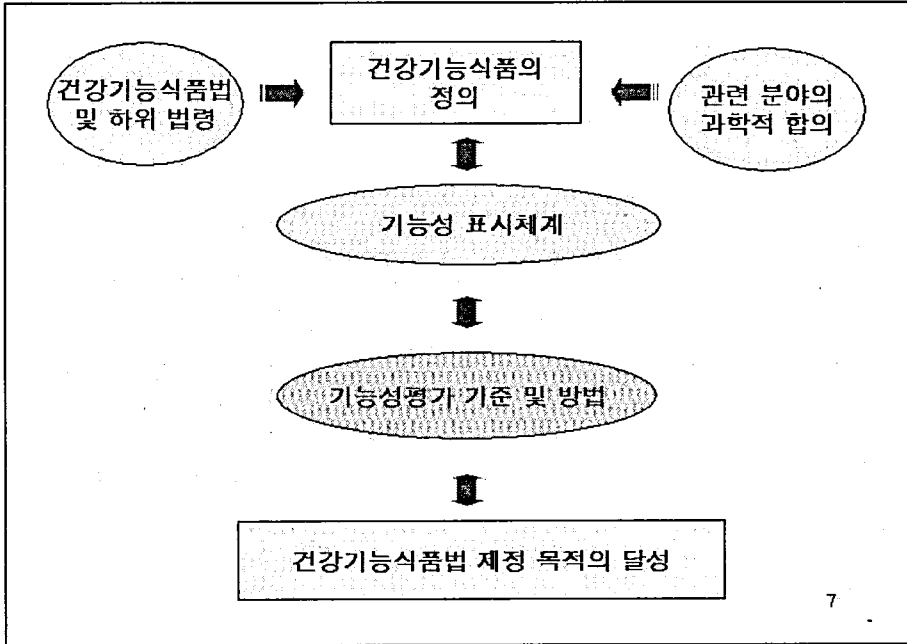 건강기능식품법
및 하위 법령
건강기능식품의
정의
관련 분야의
과학적 합의
기능성 표시체계
기능성평가 기준 및 방법
건강기능식품법 제정 목적의 달성
7